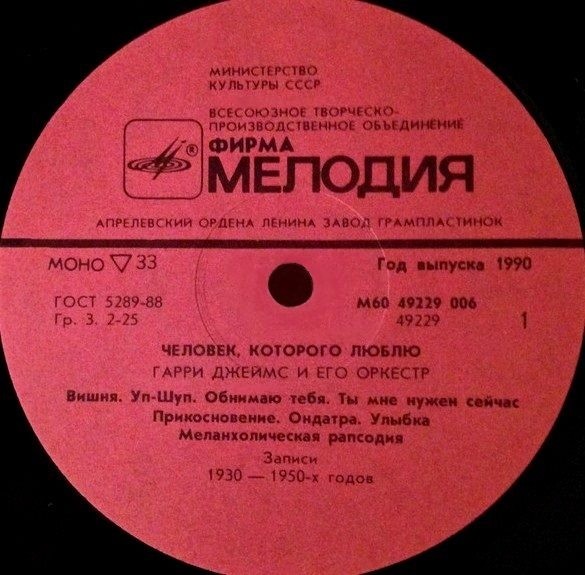 МИНИСТЕРСТВО
КУЛЬТУРЫ СССР
ВСЕСОЮЗНОЕ ТВОРЧЕСКО-
ПРОИЗВОДСТВЕННОЕ ОБЪЕДИНЕНИЕ
®
ФИРМА
МЕЛОДИЯ
АПРЕЛЕВСКИЙ ОРДЕНА ЛЕНИНА ЗАВОД ГРАМПЛАСТИНОК
МОНО ▽ 33
Год выпуска 1990
ГОСТ 5289-88
М60 49229 006
Гр. 3. 2-25
49229
1
ЧЕЛОВЕК, КОТОРОГО ЛЮБЛЮ
ГАРРИ ДЖЕЙМС И ЕГО ОРКЕСТР
Вишня. Уп-Шуп. Обнимаю тебя. Ты мне нужен сейчас
Прикосновение. Ондатра. Улыбка
Меланхолическая рапсодия
Записи
1930 — 1950-х годов